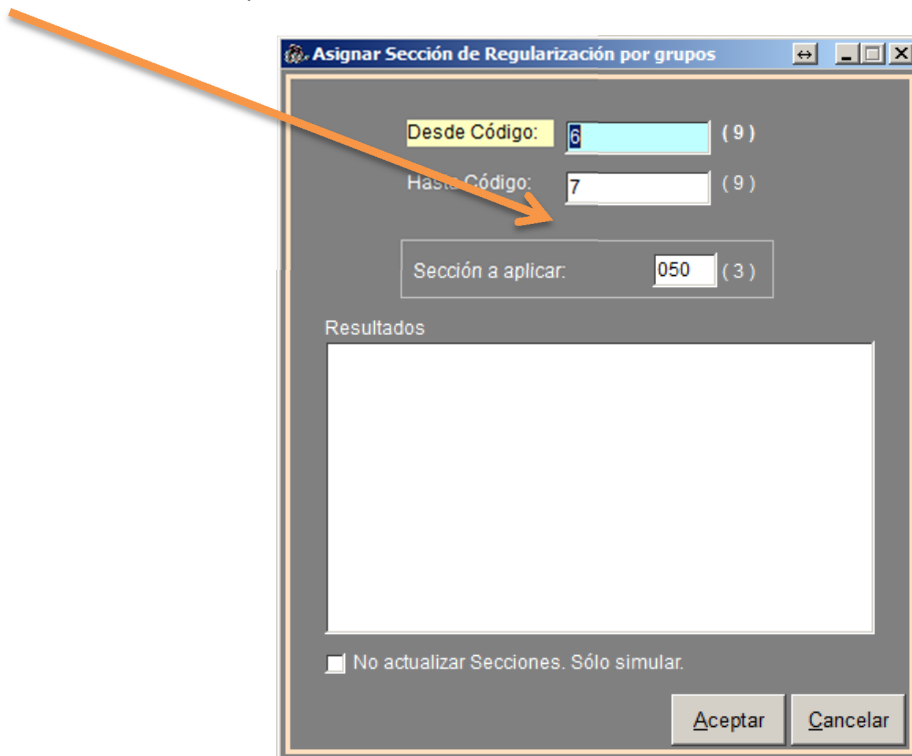 Asignar Sección de Regularización por grupos
Desde Código: 6 (9)
Hasta Código: 7 (9)
Sección a aplicar: 050 (3)
Resultados
No actualizar Secciones. Sólo simular.
Aceptar Cancelar